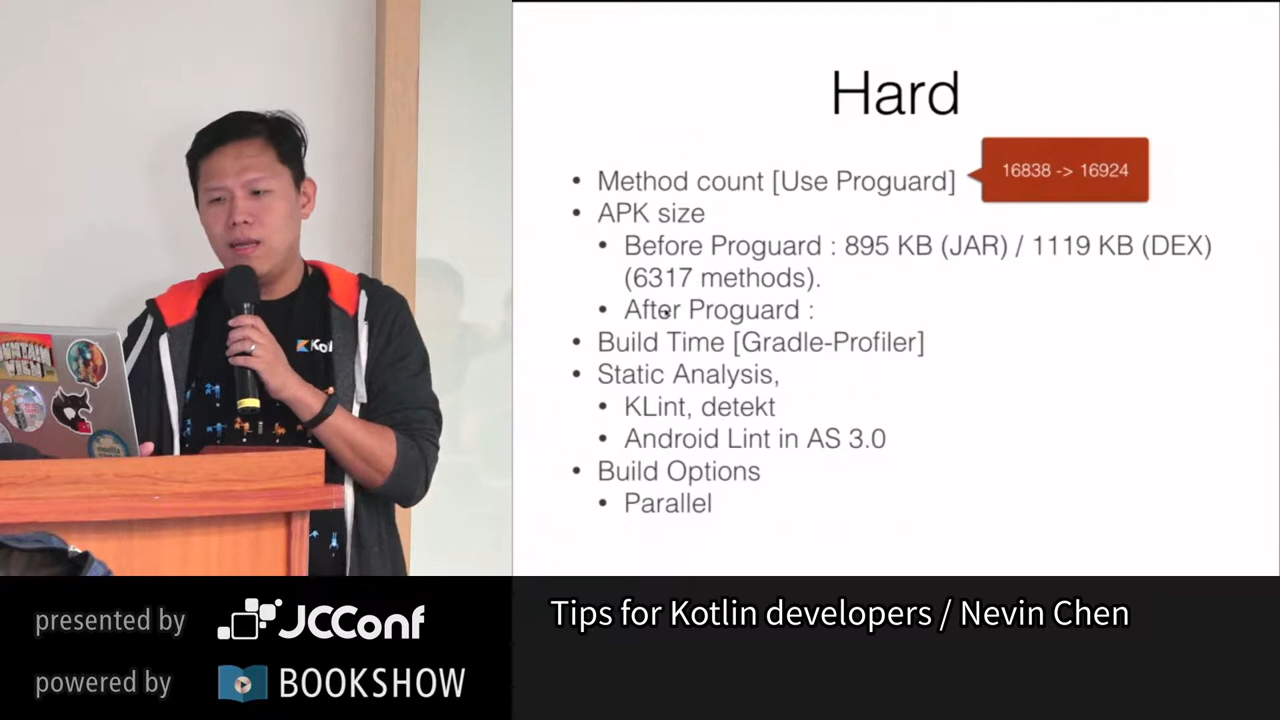 Hard
• Method count [Use Proguard]
16838 -> 16924
• APK size
• Before Proguard : 895 KB (JAR) / 1119 KB (DEX)
(6317 methods).
• After Proguard :
• Build Time [Gradle-Profiler]
• Static Analysis,
• KLint, detekt
• Android Lint in AS 3.0
• Build Options
• Parallel
presented by JCConf
powered by BOOKSHOW
Tips for Kotlin developers / Nevin Chen